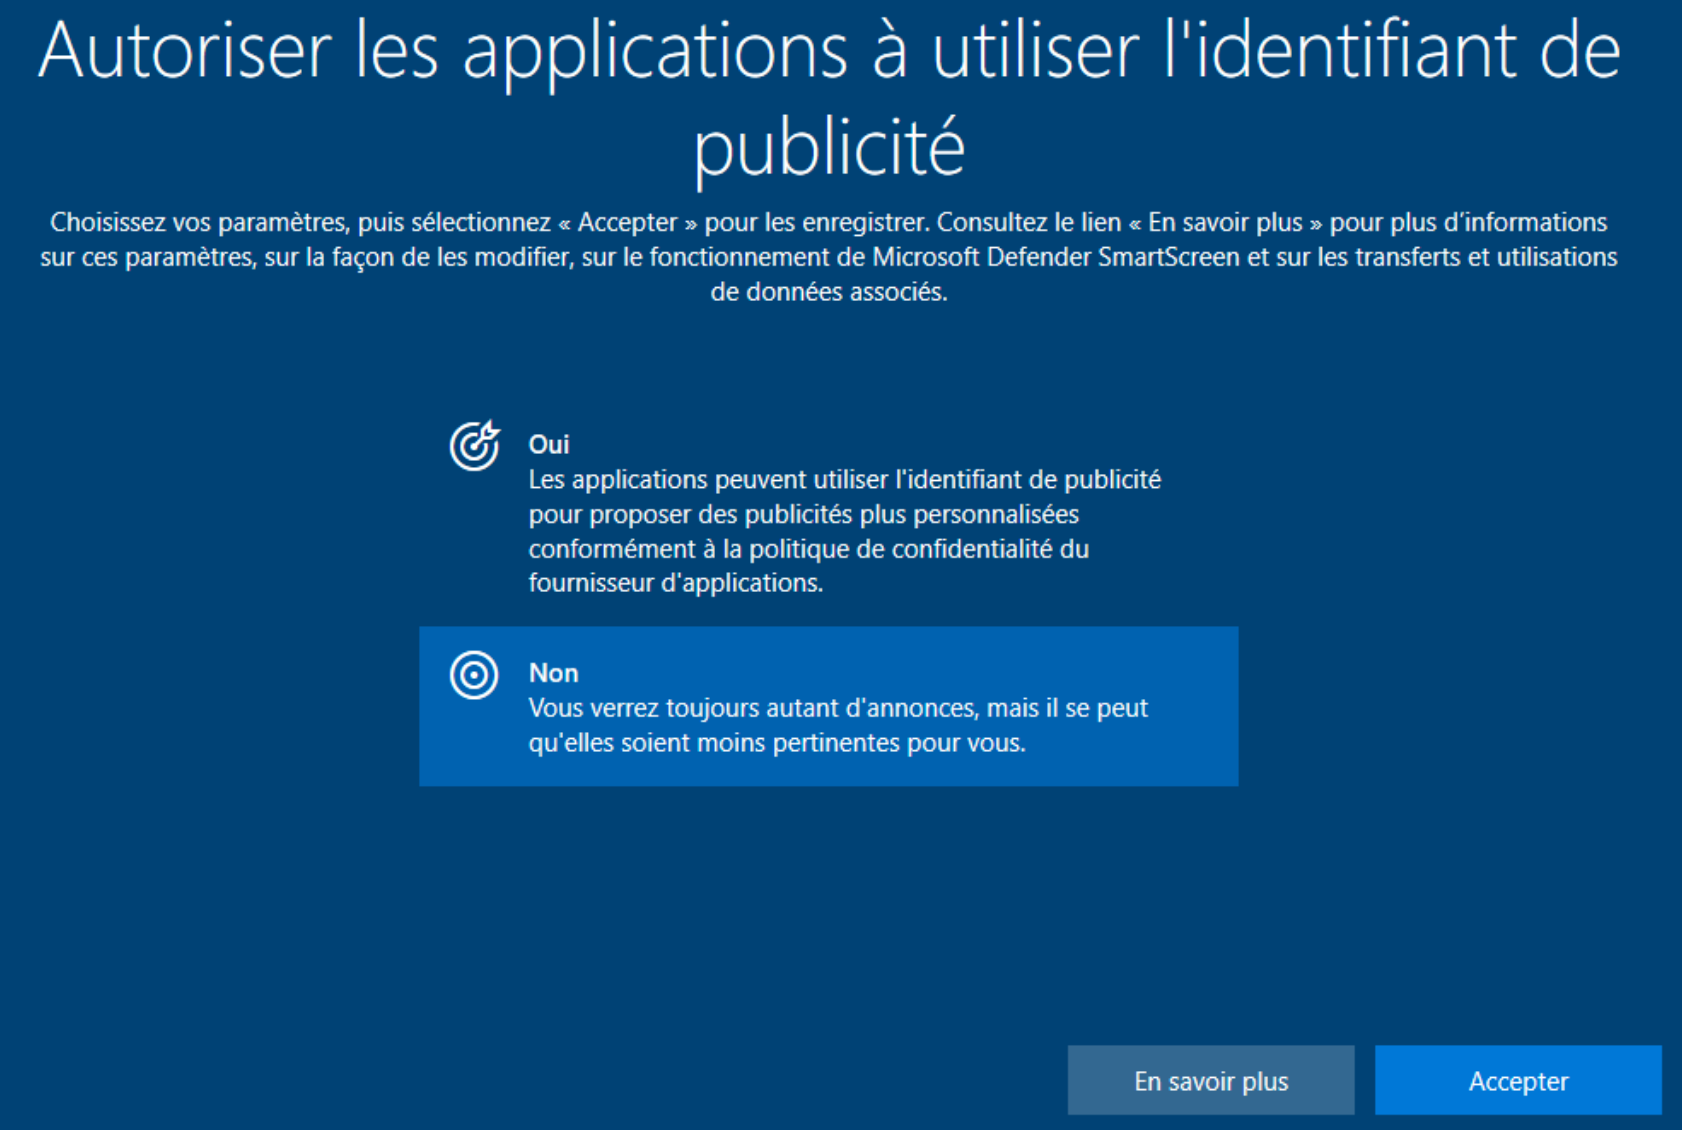 Autoriser les applications à utiliser l'identifiant de
publicité
Choisissez vos paramètres, puis sélectionnez « Accepter » pour les enregistrer. Consultez le lien « En savoir plus » pour plus d’informations
sur ces paramètres, sur la façon de les modifier, sur le fonctionnement de Microsoft Defender SmartScreen et sur les transferts et utilisations
de données associés.
Oui
Les applications peuvent utiliser l'identifiant de publicité
pour proposer des publicités plus personnalisées
conformément à la politique de confidentialité du
fournisseur d'applications.
Non
Vous verrez toujours autant d'annonces, mais il se peut
qu'elles soient moins pertinentes pour vous.
En savoir plus
Accepter